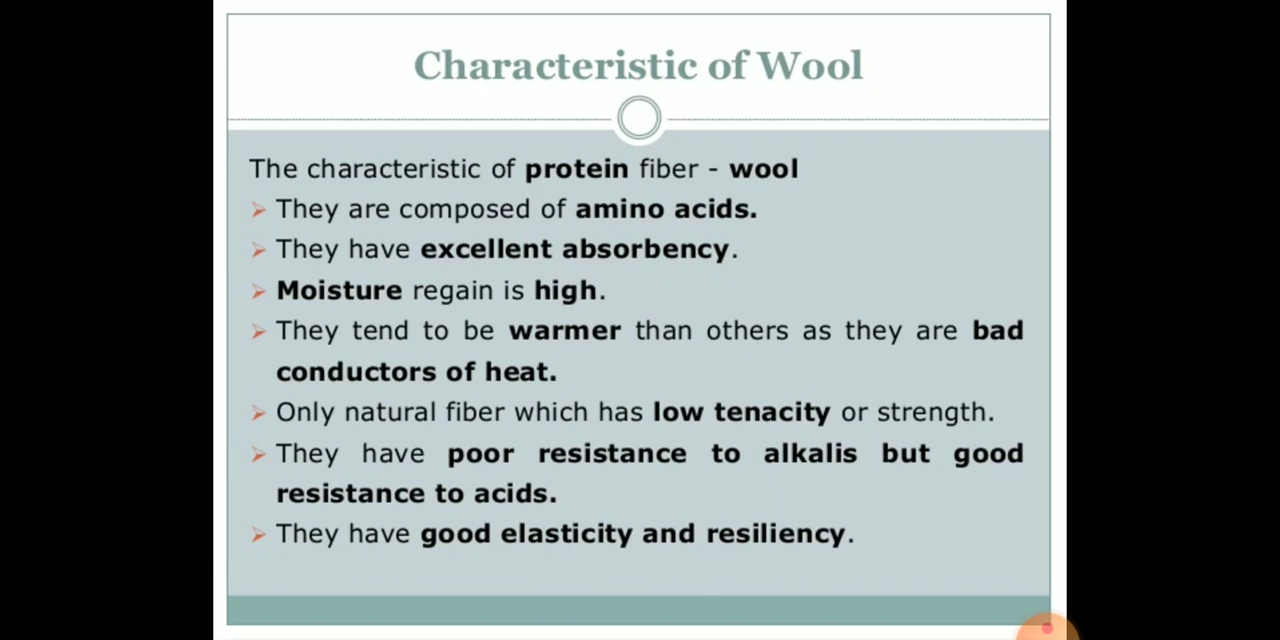 Characteristic of Wool
The characteristic of protein fiber - wool
They are composed of amino acids.
They have excellent absorbency.
Moisture regain is high.
They tend to be warmer than others as they are bad
conductors of heat.
Only natural fiber which has low tenacity or strength.
They have poor resistance to alkalis but good
resistance to acids.
They have good elasticity and resiliency.